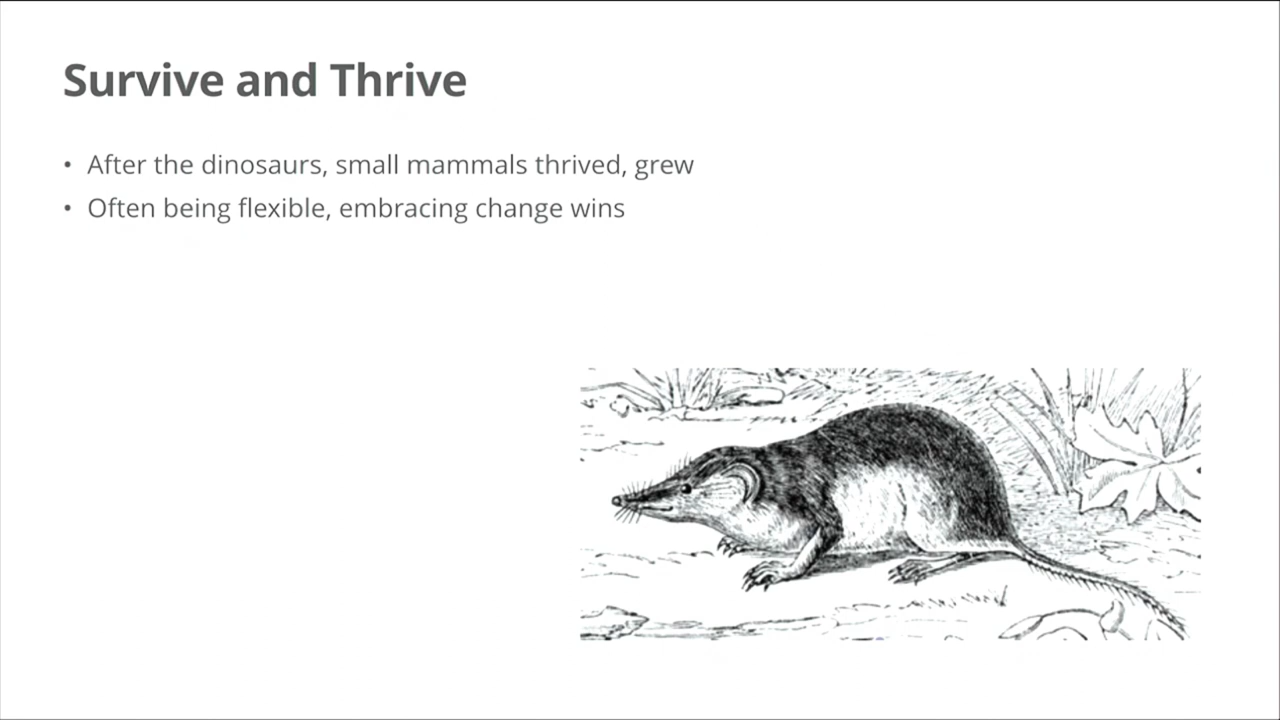 Survive and Thrive
• After the dinosaurs, small mammals thrived, grew
• Often being flexible, embracing change wins